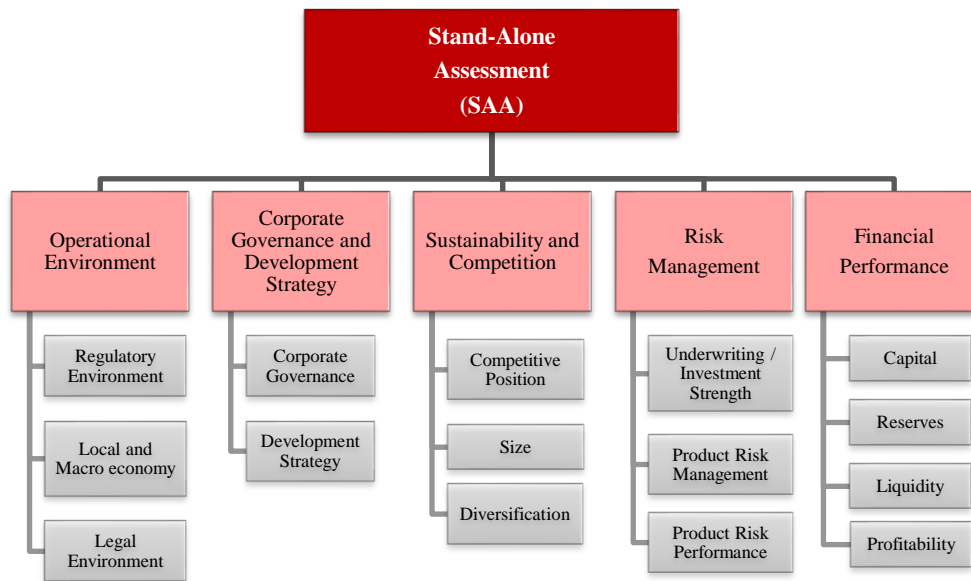 Stand-Alone
Assessment
(SAA)
Operational
Environment
Corporate
Governance and
Development
Strategy
Sustainability and
Competition
Risk
Management
Financial
Performance
Regulatory
Environment
Local and
Macro economy
Legal
Environment
Corporate
Governance
Development
Strategy
Competitive
Position
Size
Diversification
Underwriting /
Investment
Strength
Product Risk
Management
Product Risk
Performance
Capital
Reserves
Liquidity
Profitability